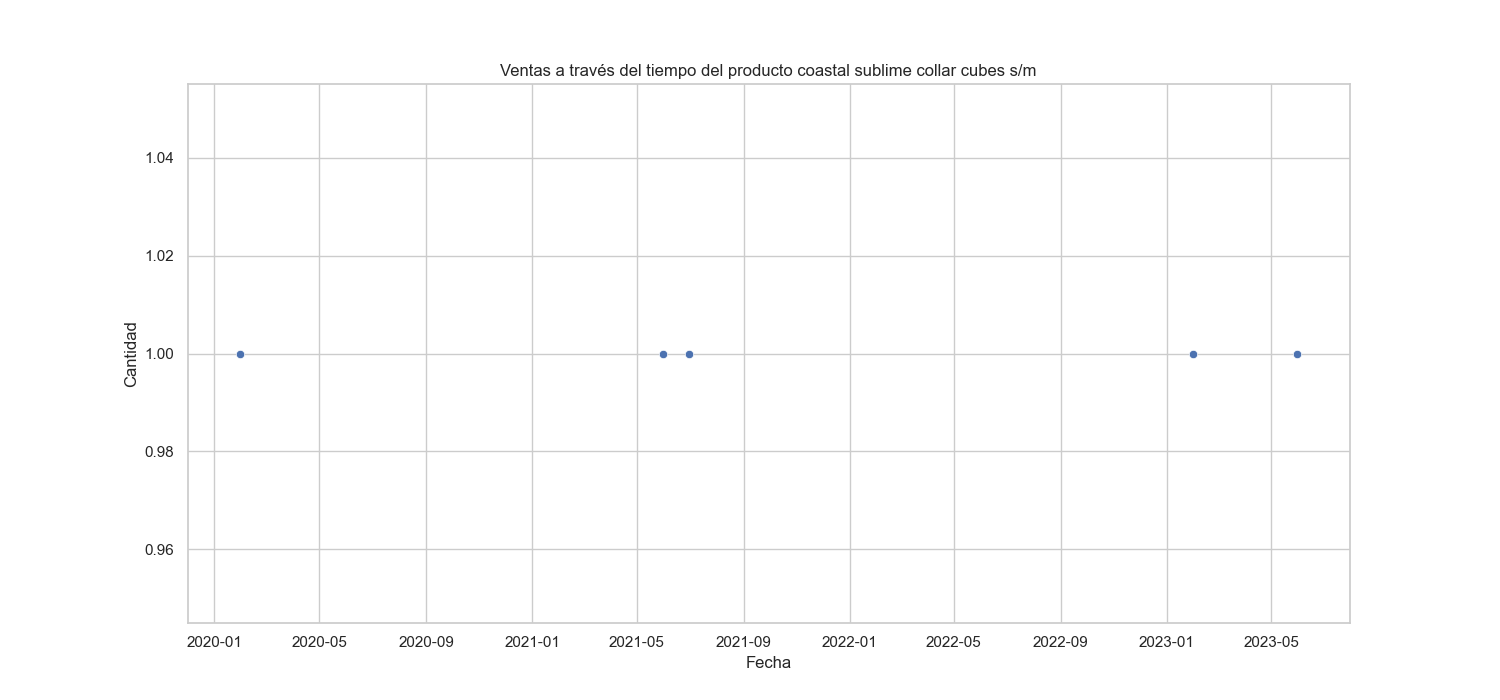 Ventas a través del tiempo del producto coastal sublime collar cubes s/m
1.04
1.02
1.00
0.98
0.96
Cantidad
2020-01 2020-05 2020-09 2021-01 2021-05 2021-09 2022-01 2022-05 2022-09 2023-01 2023-05
Fecha